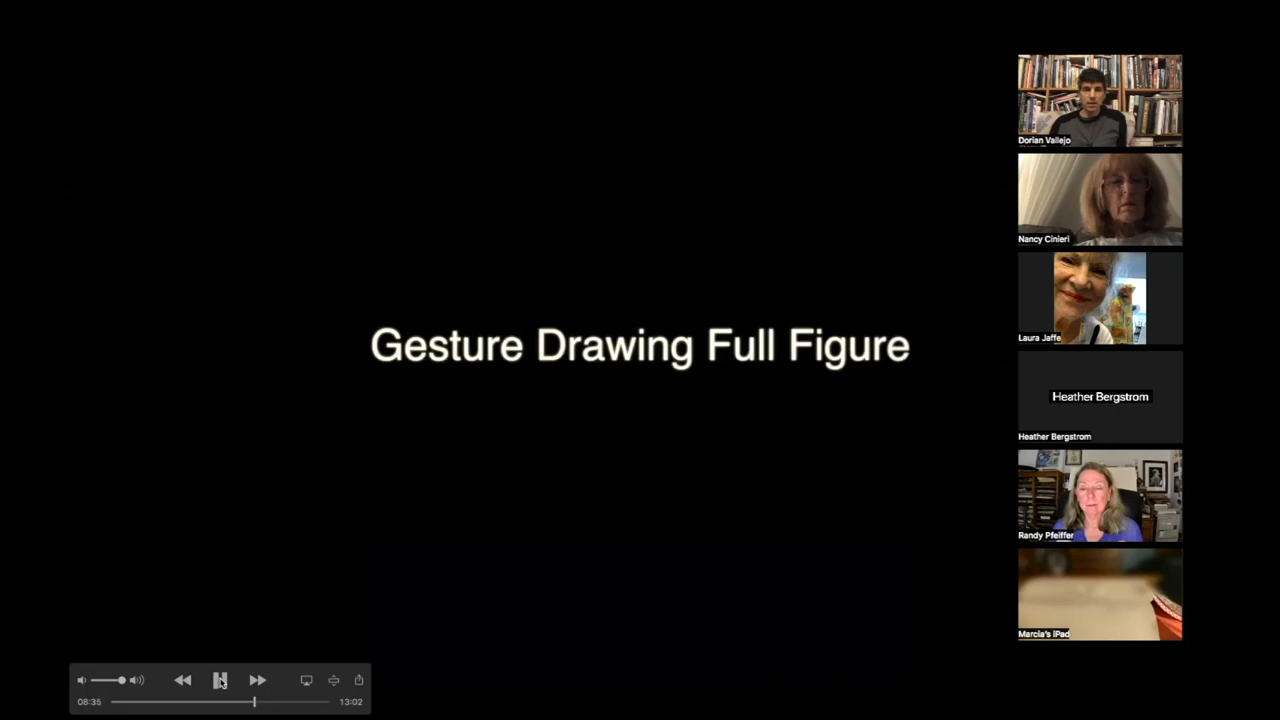 Gesture Drawing Full Figure
Dorian Vallejo
Nancy Cinieri
Laura Jaffe
Heather Bergstrom
Heather Bergstrom
Randy Pfeiffer
Marcia's iPad
08:35
13:02